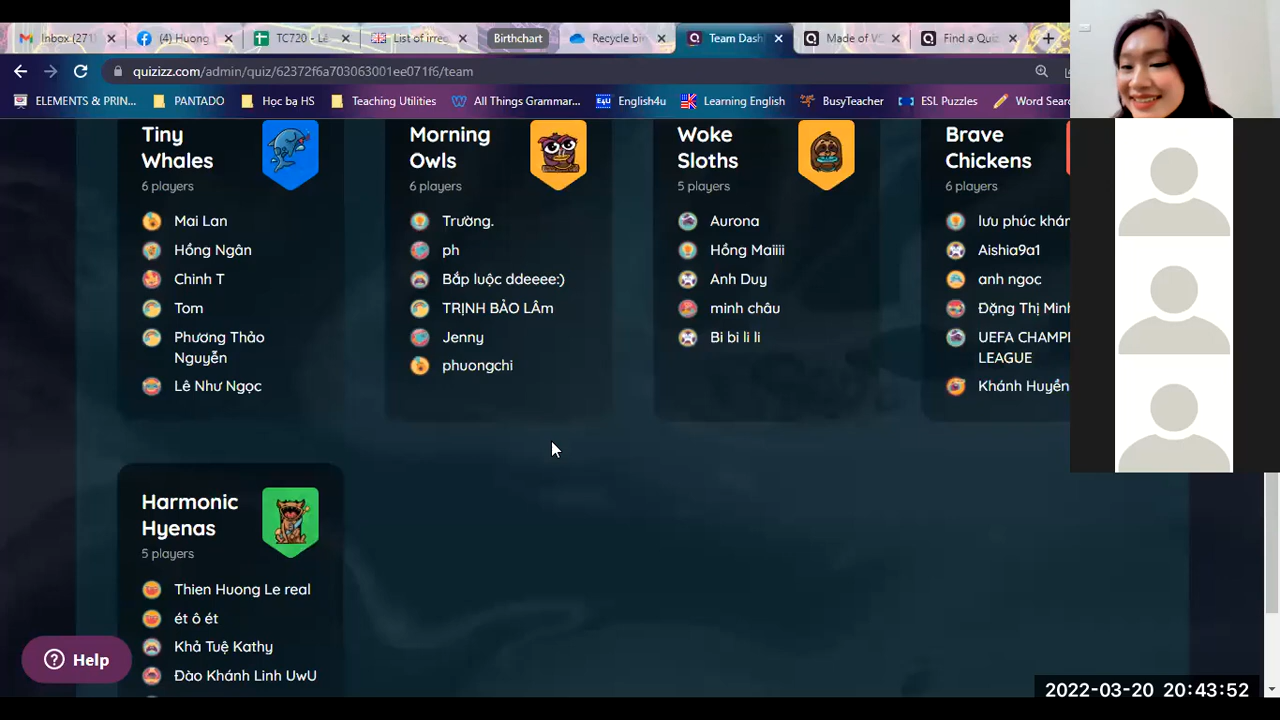 Inbox (271
(4) Huong
TC720 - Lê
List of irre
Birthchart
Recycle bi
Team Dash
Made of VS
Find a Qui
quizizz.com/admin/quiz/62372f6a703063001ee071f6/team
ELEMENTS & PRIN...
PANTADO
Học bạ HS
Teaching Utilities
All Things Grammar...
English4u
Learning English
BusyTeacher
ESL Puzzles
Word Searc
Tiny
Whales
6 players
Mai Lan
Hồng Ngân
Chinh T
Tom
Phương Thảo
Nguyễn
Lê Như Ngọc
Morning
Owls
6 players
Trường.
ph
Bắp luộc ddeeee:)
TRỊNH BẢO LÂm
Jenny
phuongchi
Woke
Sloths
5 players
Aurona
Hồng Maiiii
Anh Duy
minh châu
Bi bi li li
Brave
Chickens
6 players
lưu phúc khán
Aishia9a1
anh ngoc
Đặng Thị Minh
UEFA CHAMPI
LEAGUE
Khánh Huyền
Harmonic
Hyenas
5 players
Thien Huong Le real
ét ô ét
Khả Tuệ Kathy
Đào Khánh Linh UwU
Help
2022-03-20 20:43:52